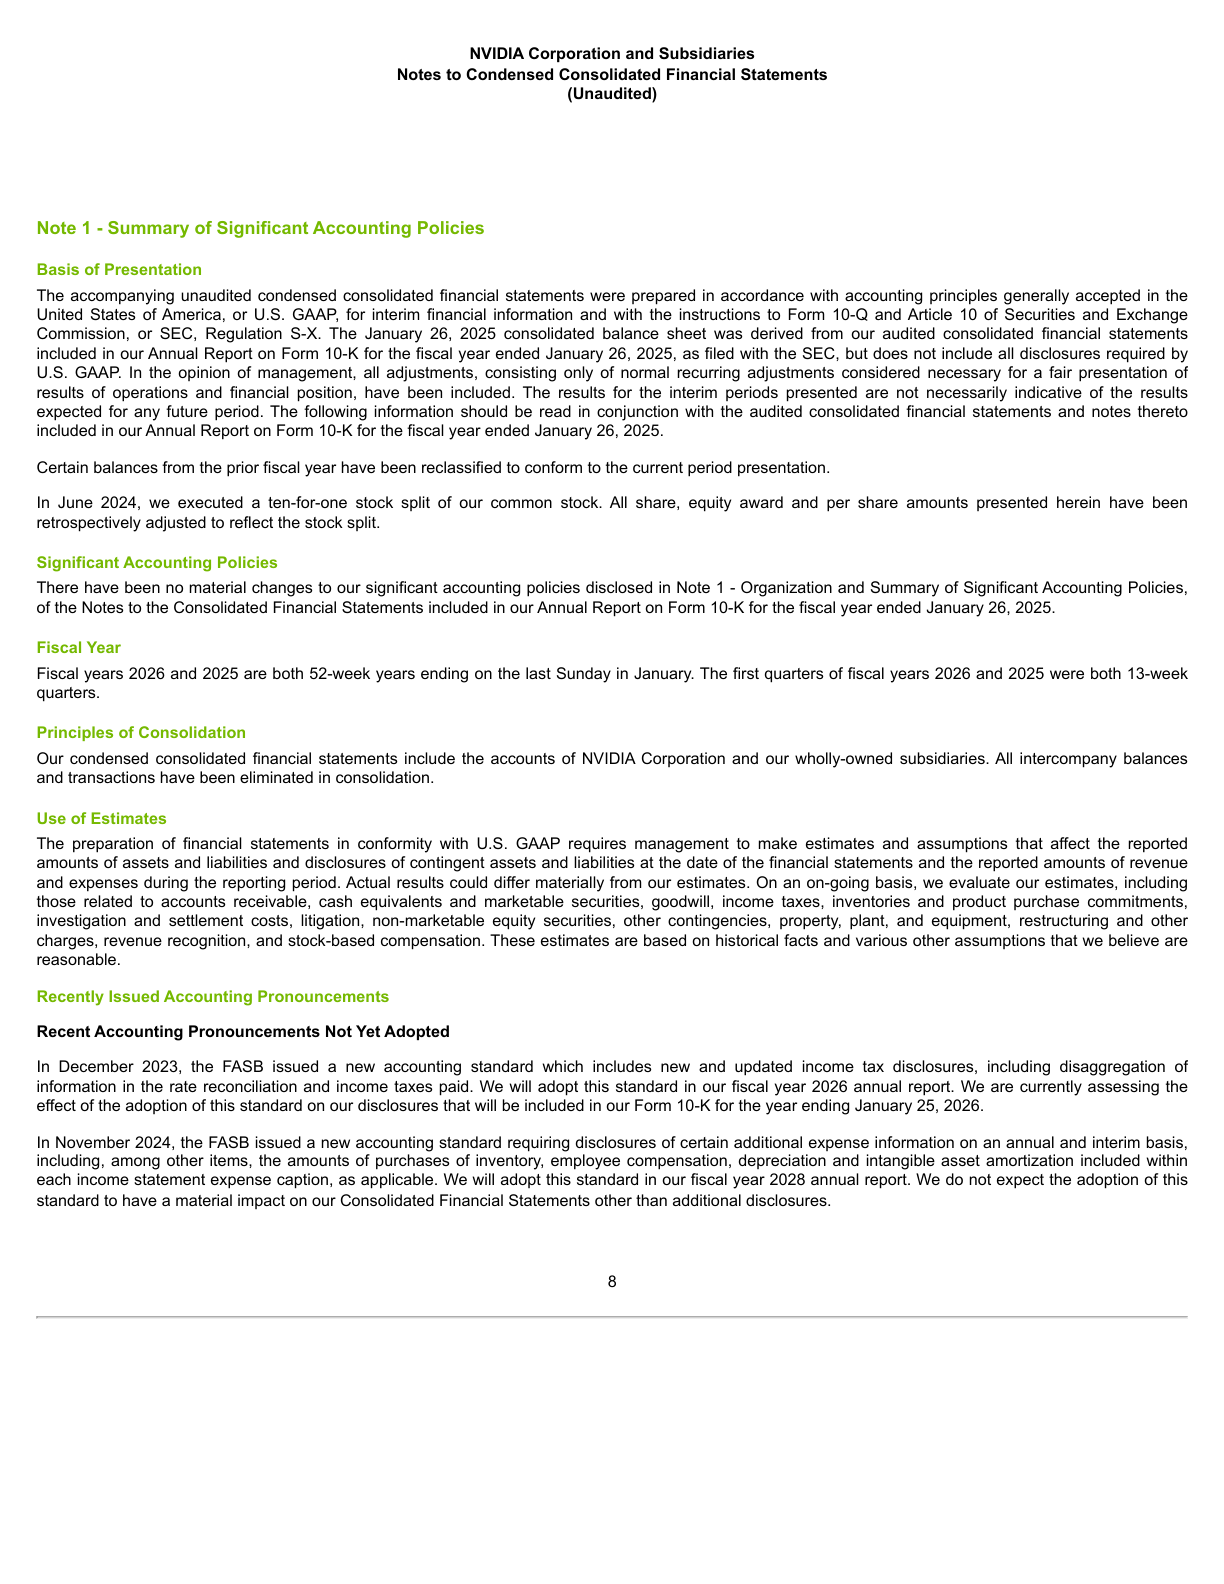 NVIDIA Corporation and Subsidiaries
Notes to Condensed Consolidated Financial Statements
(Unaudited)
Note 1 - Summary of Significant Accounting Policies
Basis of Presentation
The accompanying unaudited condensed consolidated financial statements were prepared in accordance with accounting principles generally accepted in the
United States of America, or U.S. GAAP, for interim financial information and with the instructions to Form 10-Q and Article 10 of Securities and Exchange
Commission, or SEC, Regulation S-X. The January 26, 2025 consolidated balance sheet was derived from our audited consolidated financial statements
included in our Annual Report on Form 10-K for the fiscal year ended January 26, 2025, as filed with the SEC, but does not include all disclosures required by
U.S. GAAP. In the opinion of management, all adjustments, consisting only of normal recurring adjustments considered necessary for a fair presentation of
results of operations and financial position, have been included. The results for the interim periods presented are not necessarily indicative of the results
expected for any future period. The following information should be read in conjunction with the audited consolidated financial statements and notes thereto
included in our Annual Report on Form 10-K for the fiscal year ended January 26, 2025.
Certain balances from the prior fiscal year have been reclassified to conform to the current period presentation.
In June 2024, we executed a ten-for-one stock split of our common stock. All share, equity award and per share amounts presented herein have been
retrospectively adjusted to reflect the stock split.
Significant Accounting Policies
There have been no material changes to our significant accounting policies disclosed in Note 1 - Organization and Summary of Significant Accounting Policies,
of the Notes to the Consolidated Financial Statements included in our Annual Report on Form 10-K for the fiscal year ended January 26, 2025.
Fiscal Year
Fiscal years 2026 and 2025 are both 52-week years ending on the last Sunday in January. The first quarters of fiscal years 2026 and 2025 were both 13-week
quarters.
Principles of Consolidation
Our condensed consolidated financial statements include the accounts of NVIDIA Corporation and our wholly-owned subsidiaries. All intercompany balances
and transactions have been eliminated in consolidation.
Use of Estimates
The preparation of financial statements in conformity with U.S. GAAP requires management to make estimates and assumptions that affect the reported
amounts of assets and liabilities and disclosures of contingent assets and liabilities at the date of the financial statements and the reported amounts of revenue
and expenses during the reporting period. Actual results could differ materially from our estimates. On an on-going basis, we evaluate our estimates, including
those related to accounts receivable, cash equivalents and marketable securities, goodwill, income taxes, inventories and product purchase commitments,
investigation and settlement costs, litigation, non-marketable equity securities, other contingencies, property, plant, and equipment, restructuring and other
charges, revenue recognition, and stock-based compensation. These estimates are based on historical facts and various other assumptions that we believe are
reasonable.
Recently Issued Accounting Pronouncements
Recent Accounting Pronouncements Not Yet Adopted
In December 2023, the FASB issued a new accounting standard which includes new and updated income tax disclosures, including disaggregation of
information in the rate reconciliation and income taxes paid. We will adopt this standard in our fiscal year 2026 annual report. We are currently assessing the
effect of the adoption of this standard on our disclosures that will be included in our Form 10-K for the year ending January 25, 2026.
In November 2024, the FASB issued a new accounting standard requiring disclosures of certain additional expense information on an annual and interim basis,
including, among other items, the amounts of purchases of inventory, employee compensation, depreciation and intangible asset amortization included within
each income statement expense caption, as applicable. We will adopt this standard in our fiscal year 2028 annual report. We do not expect the adoption of this
standard to have a material impact on our Consolidated Financial Statements other than additional disclosures.
8